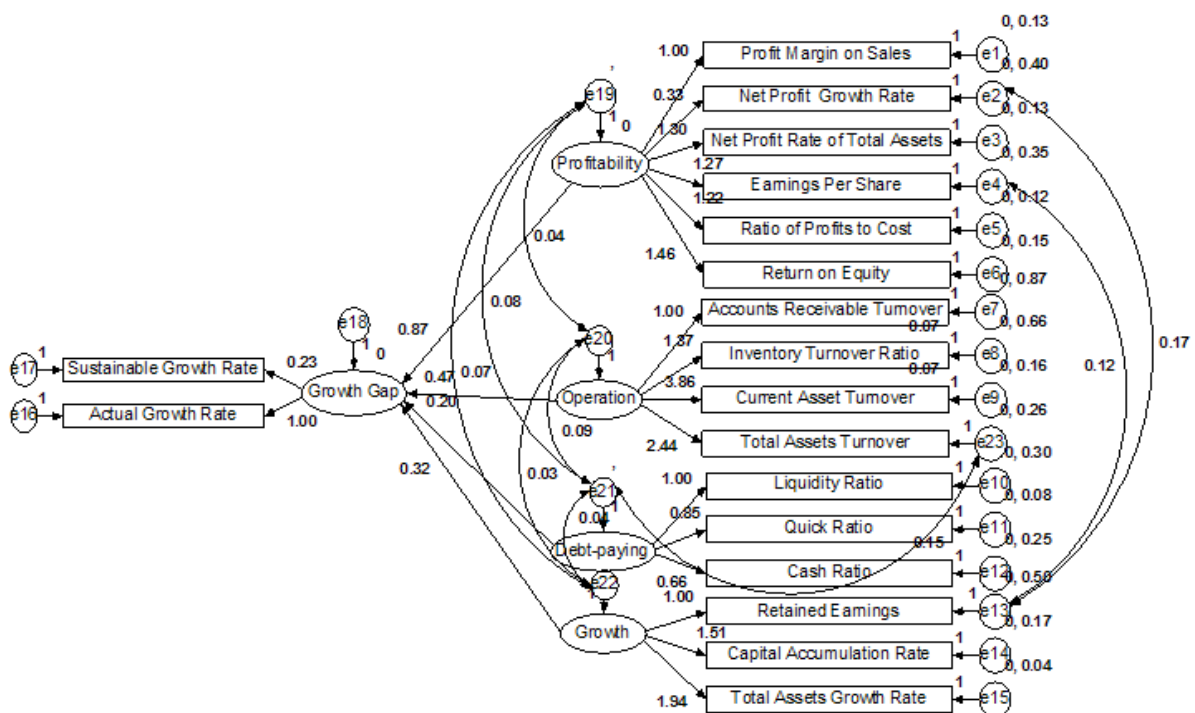 0, 0.13
1
1.00
Profit Margin on Sales
e1
0, 0.40
,
e19
0.33
Net Profit Growth Rate
1
e2
0, 0.13
1
0
1.30
Net Profit Rate of Total Assets
1
e3
0, 0.35
Profitability
1.27
Earnings Per Share
1
e4
0, 0.12
1.22
Ratio of Profits to Cost
1
e5
0, 0.15
0.04
1.46
Return on Equity
1
e6
0, 0.87
0.08
1.00
Accounts Receivable Turnover
1
e7
0.07
0, 0.66
0.17
e18
0.87
e20
1.37
Inventory Turnover Ratio
1
e8
0, 0.16
0.12
1
0
1
0.07
e17
1
Sustainable Growth Rate
0.23
0.47
0.07
3.86
Growth Gap
Operation
Current Asset Turnover
1
e9
0, 0.26
0.20
e16
1
Actual Growth Rate
1.00
0.09
2.44
Total Assets Turnover
1
e23
0, 0.30
0.32
0.03
,
e21
1.00
Liquidity Ratio
1
e10
0, 0.08
1
0.04
0.85
Quick Ratio
1
e11
0, 0.25
0.15
Debt-paying
0.66
Cash Ratio
1
e12
0, 0.50
e22
1
1.00
Retained Earnings
1
e13
0, 0.17
Growth
1.51
Capital Accumulation Rate
1
e14
0, 0.04
1.94
Total Assets Growth Rate
1
e15